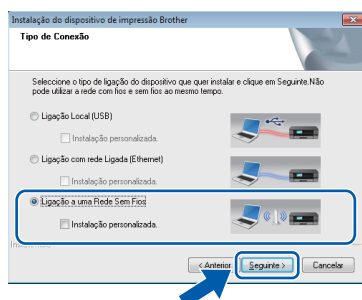 Instalação do dispositivo de impressão Brother
Tipo de Conexão
Seleccione o tipo de ligação do dispositivo que quer instalar e clique em Seguinte.Não
pode utilizar a rede com fios e sem fios ao mesmo tempo.
Ligação Local (USB)
Instalação personalizada.
Ligação com rede Ligada (Ethernet)
Instalação personalizada.
Ligação a uma Rede Sem Fios
Instalação personalizada.
< Anterior
Seguinte >
Cancelar